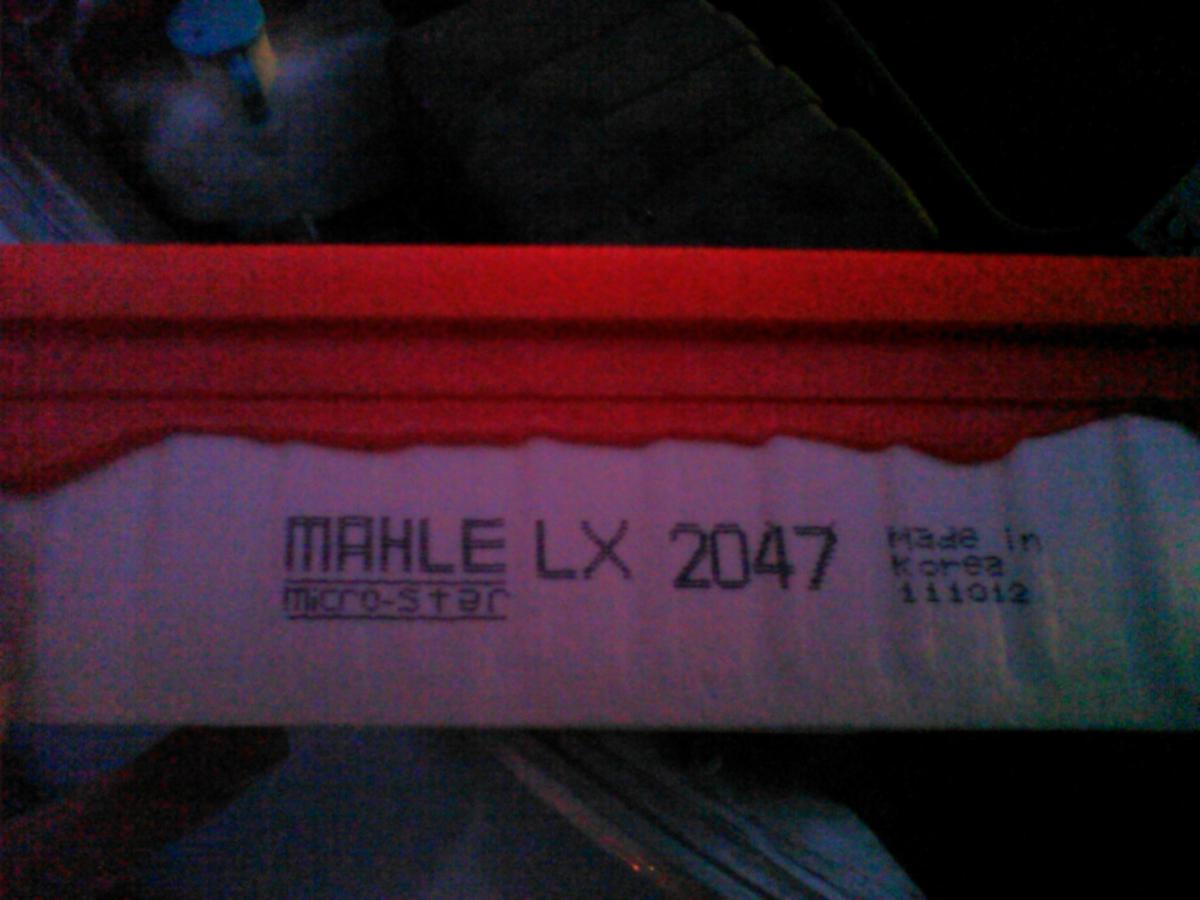 MAHLE LX 2047
micro-star
Made in
Korea
111012